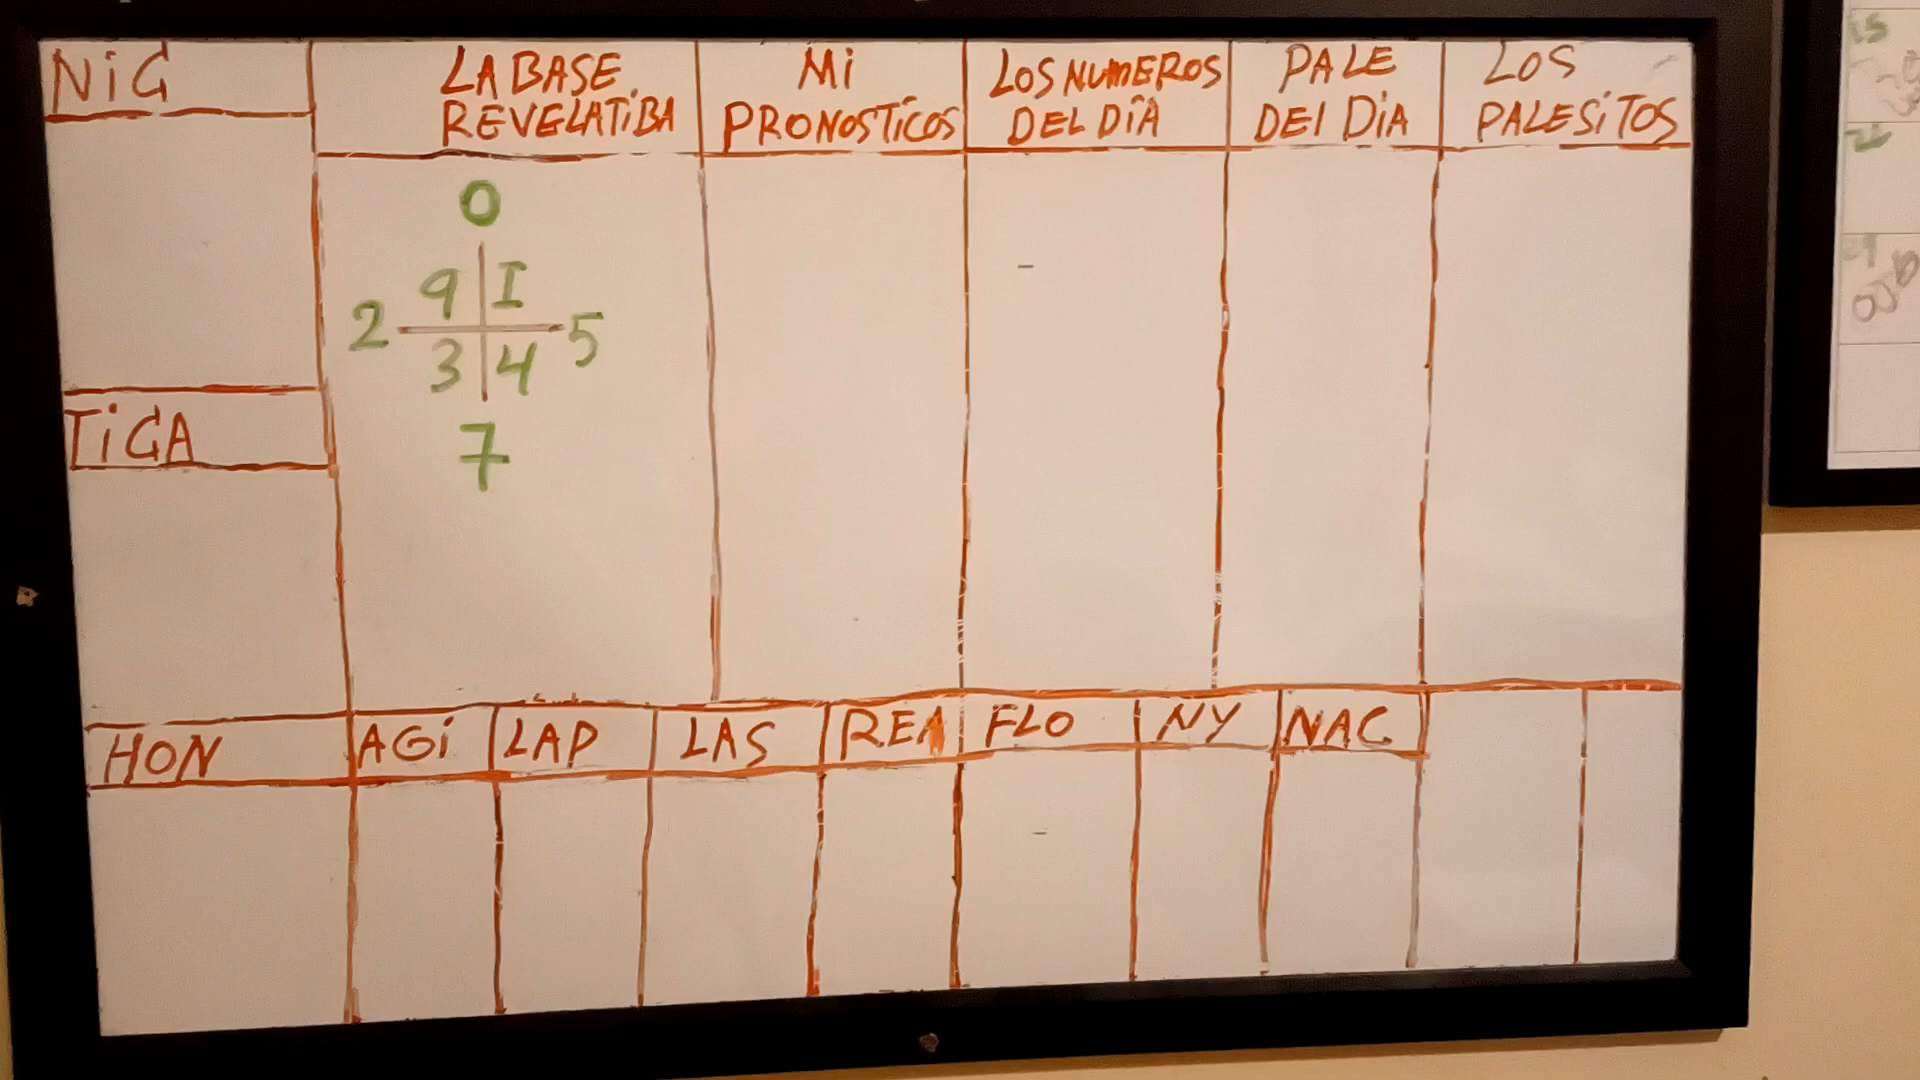 NiG
LA BASE
REVELATiBA
Mi
PRONOSTiCOS
LOS NUmEROS
DEL DÍA
PALE
DEl DiA
LOS
PALESiTOS
0
9 I
2 5
3 4
7
TiGA
HON
AGi
LAP
LAS
REA
FLO
NY
NAC